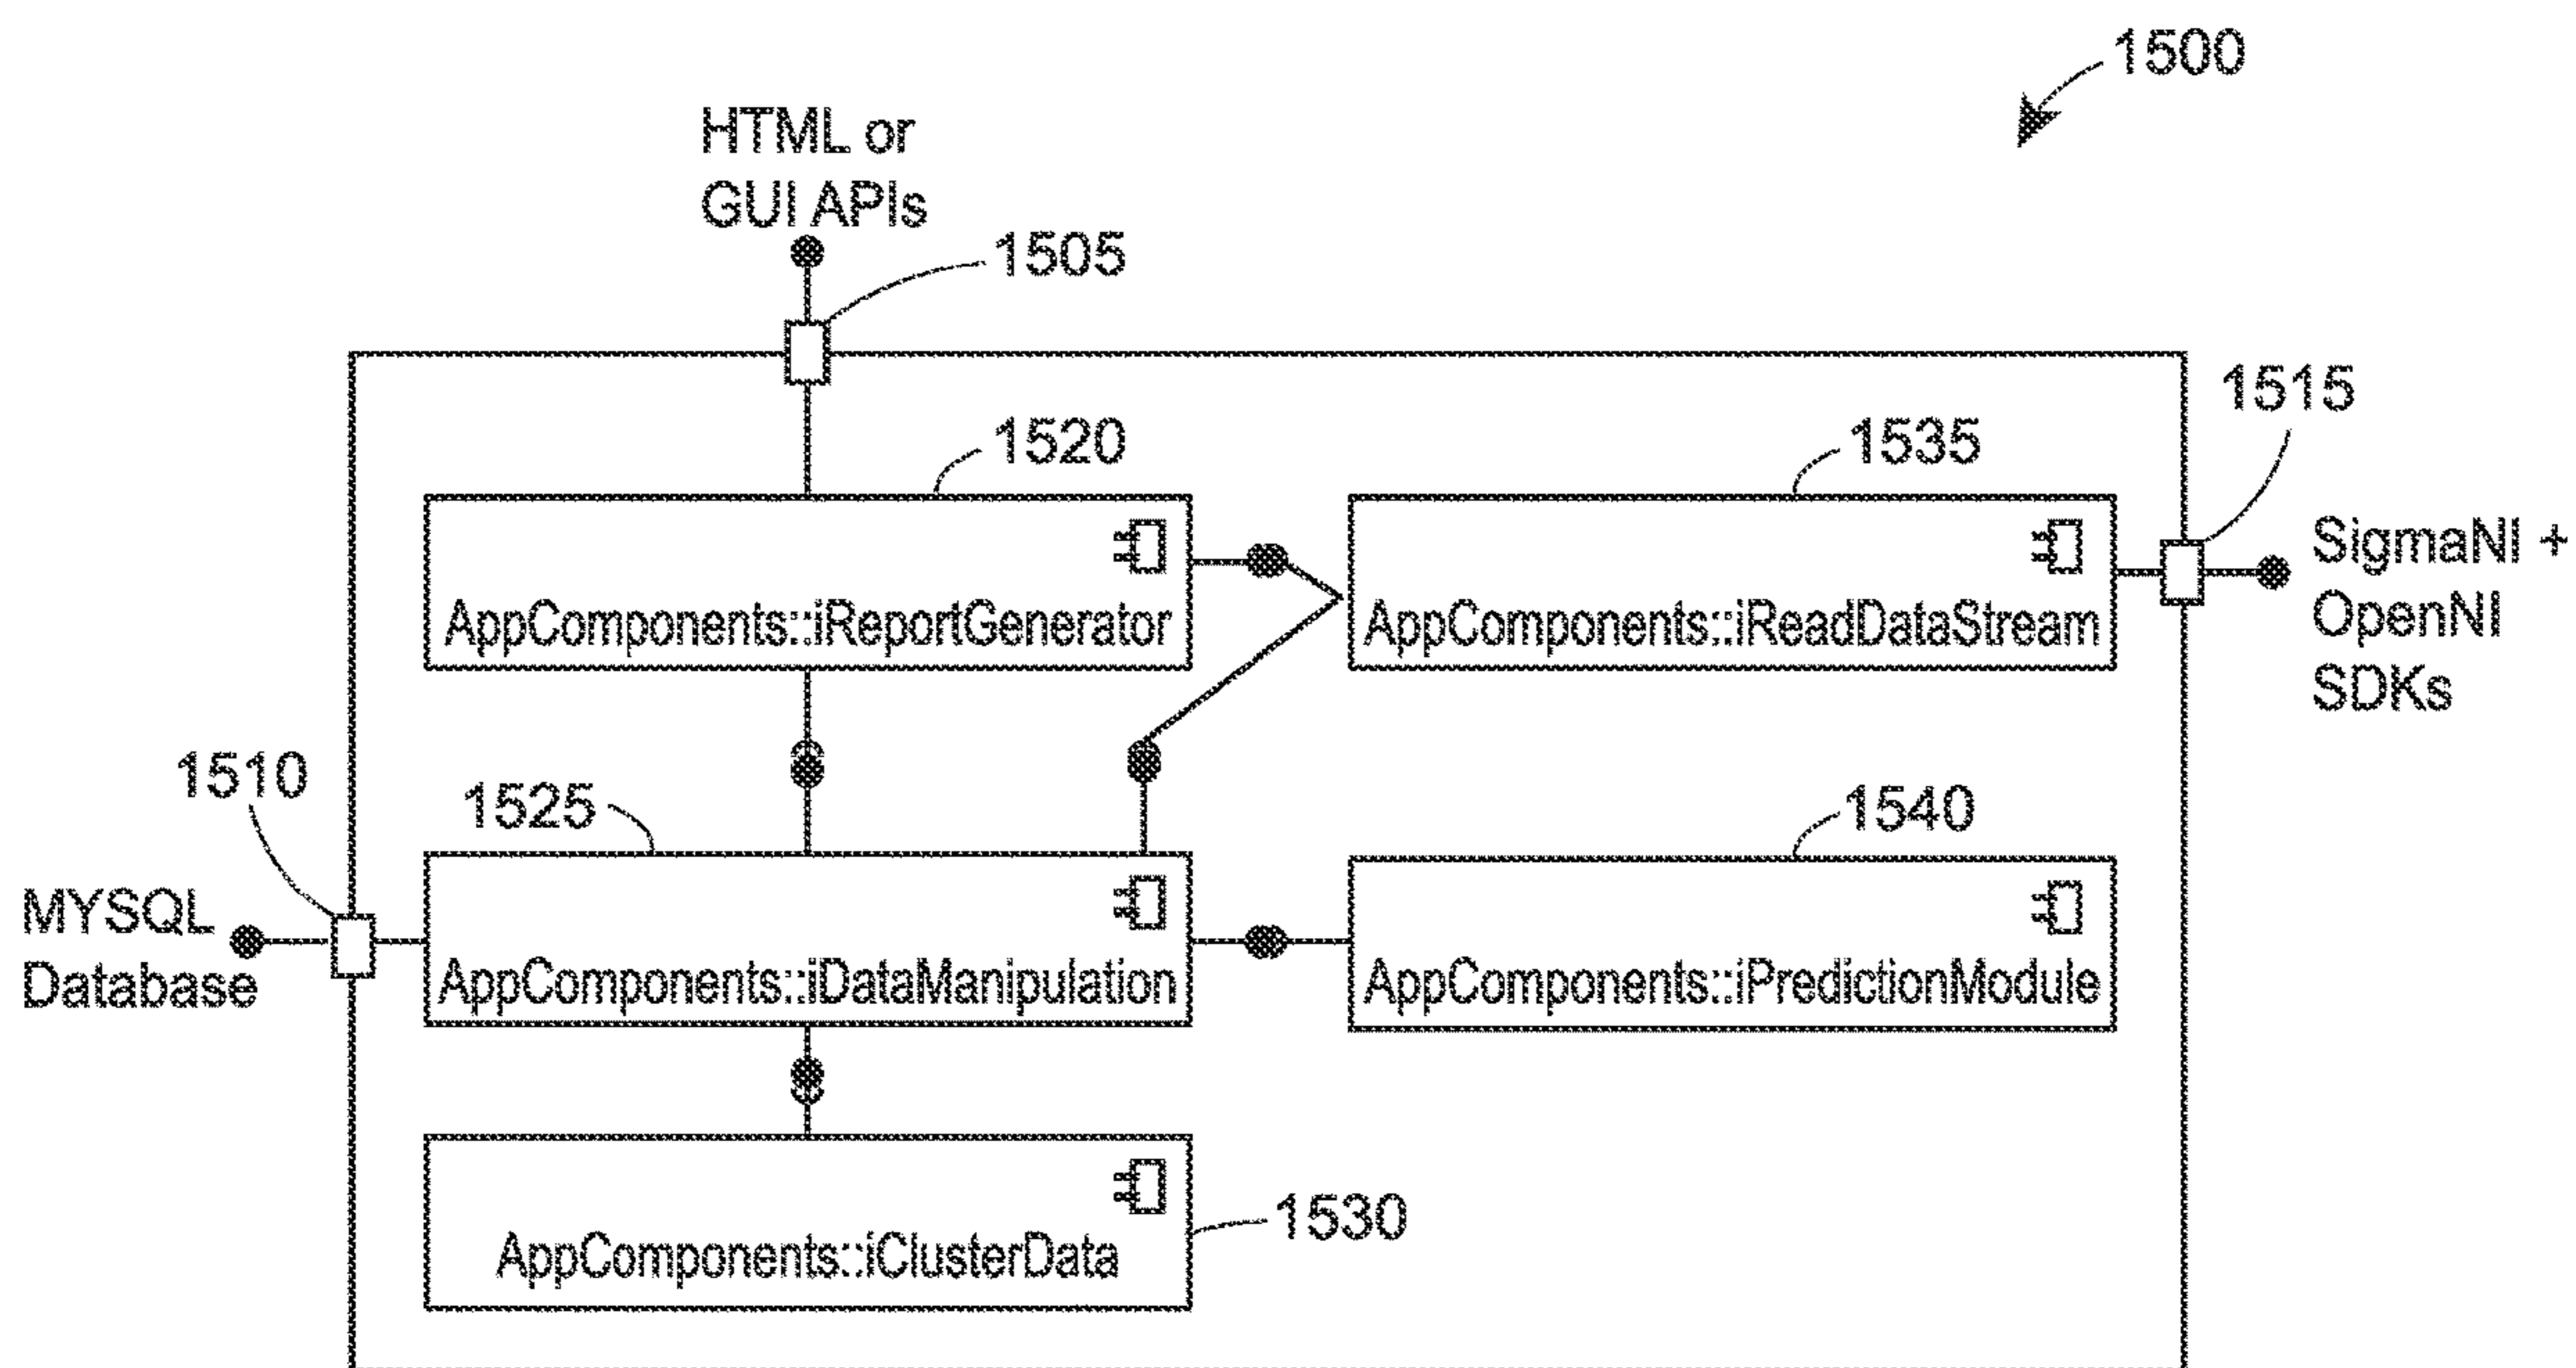 1500
HTML or
GUI APIs
1505
1515
1520
1535
AppComponents::iReportGenerator
AppComponents::iReadDataStream
SigmaNI +
OpenNI
SDKs
1510
1525
1540
MYSQL
Database
AppComponents::iDataManipulation
AppComponents::iPredictionModule
AppComponents::iClusterData
1530